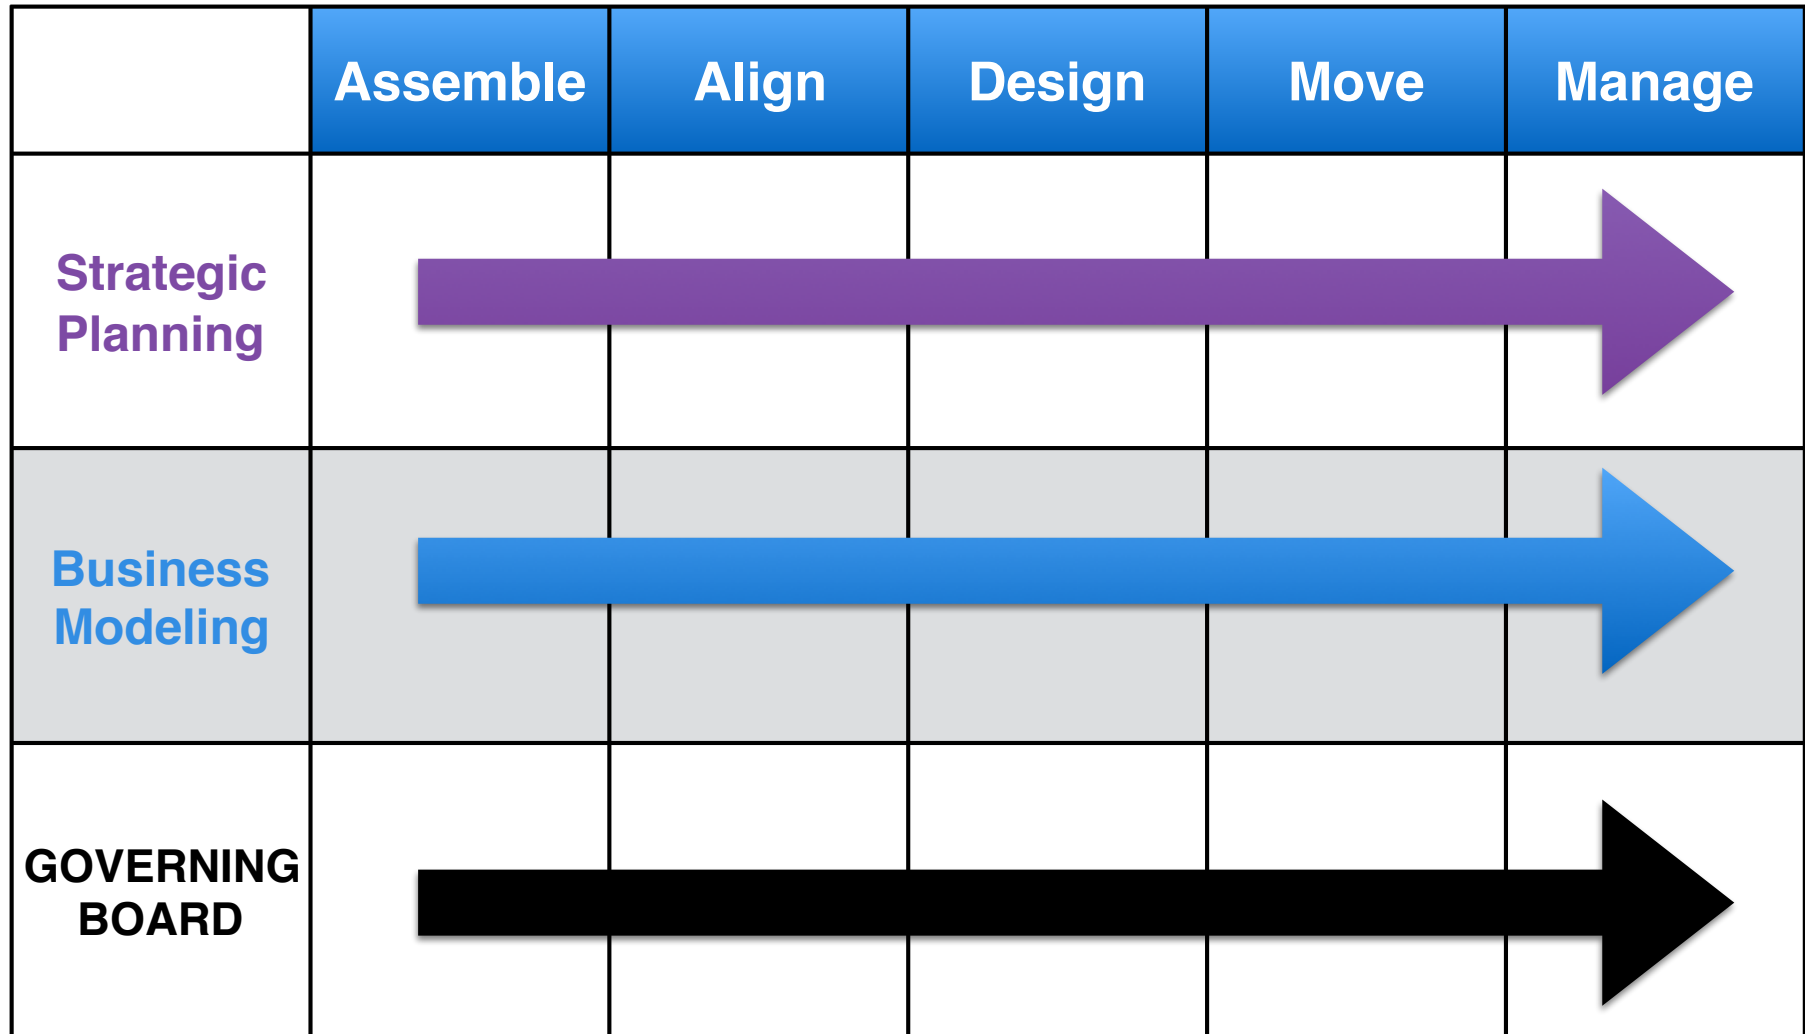 Assemble Align Design Move Manage
Strategic
Planning
Business
Modeling
GOVERNING
BOARD